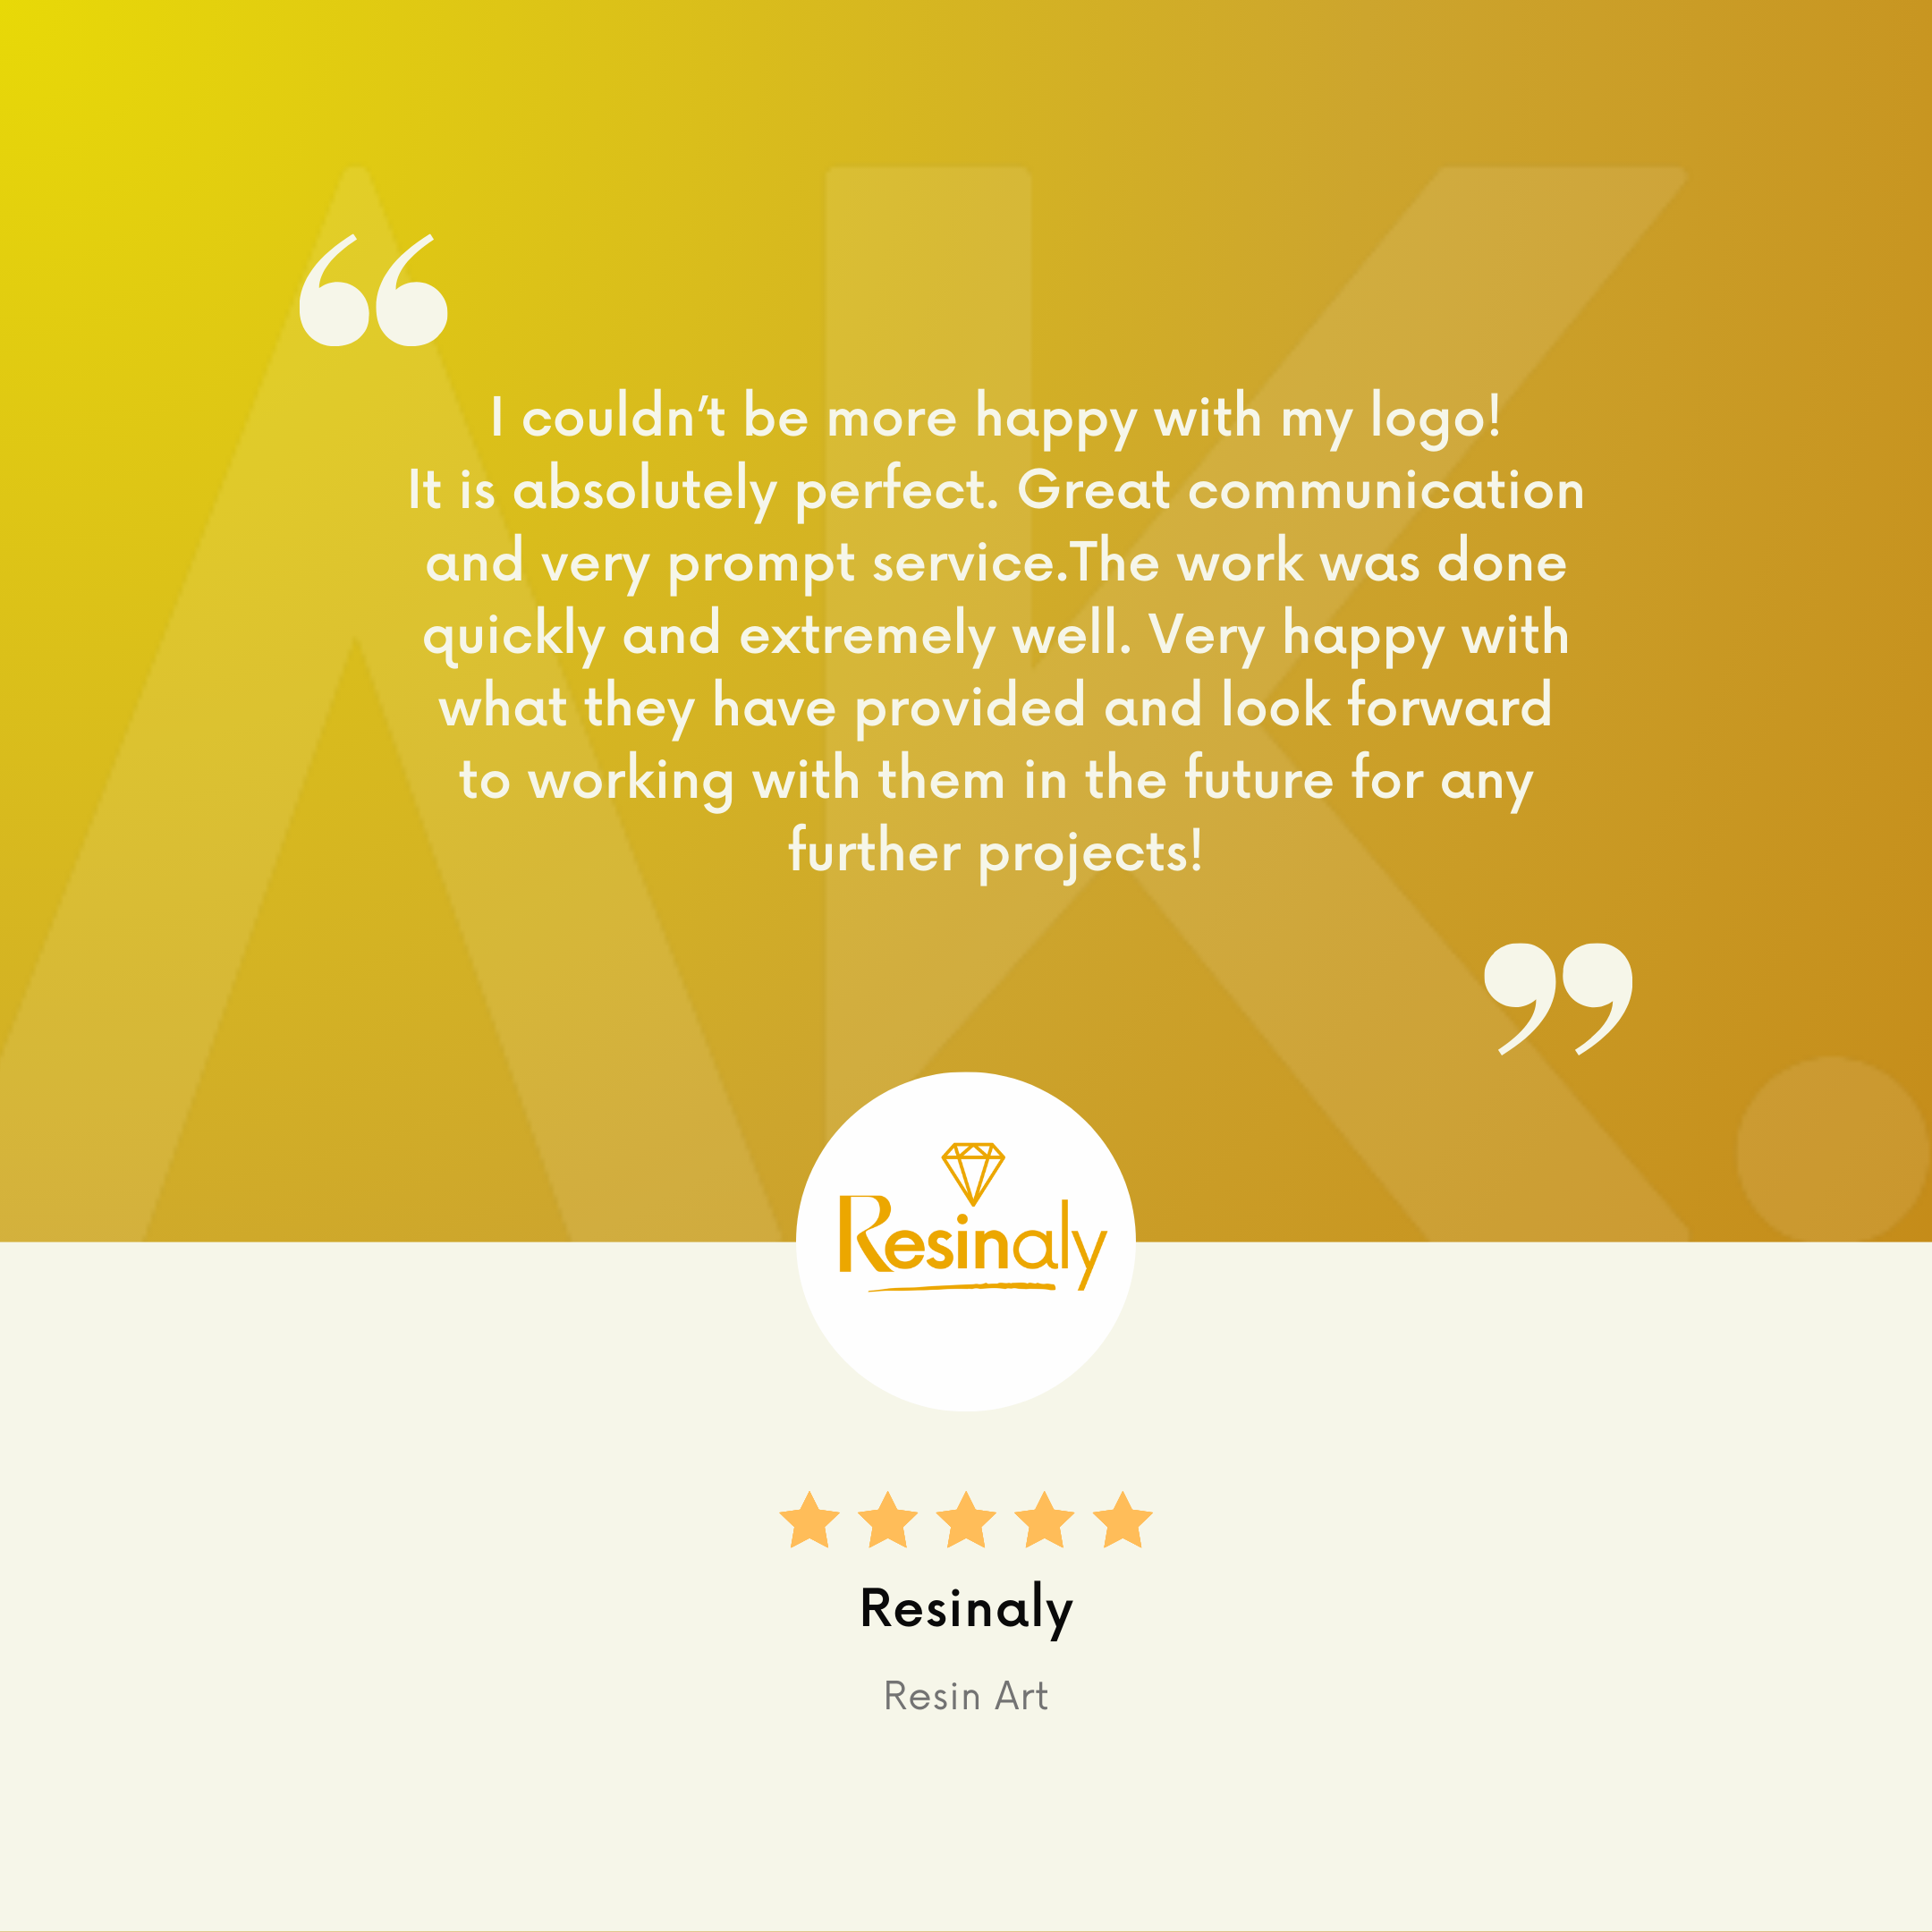 AK.
“
I couldn’t be more happy with my logo!
It is absolutely perfect. Great communication
and very prompt service.The work was done
quickly and extremely well. Very happy with
what they have provided and look forward
to working with them in the future for any
further projects!
”
Resinaly
Resinaly
Resin Art